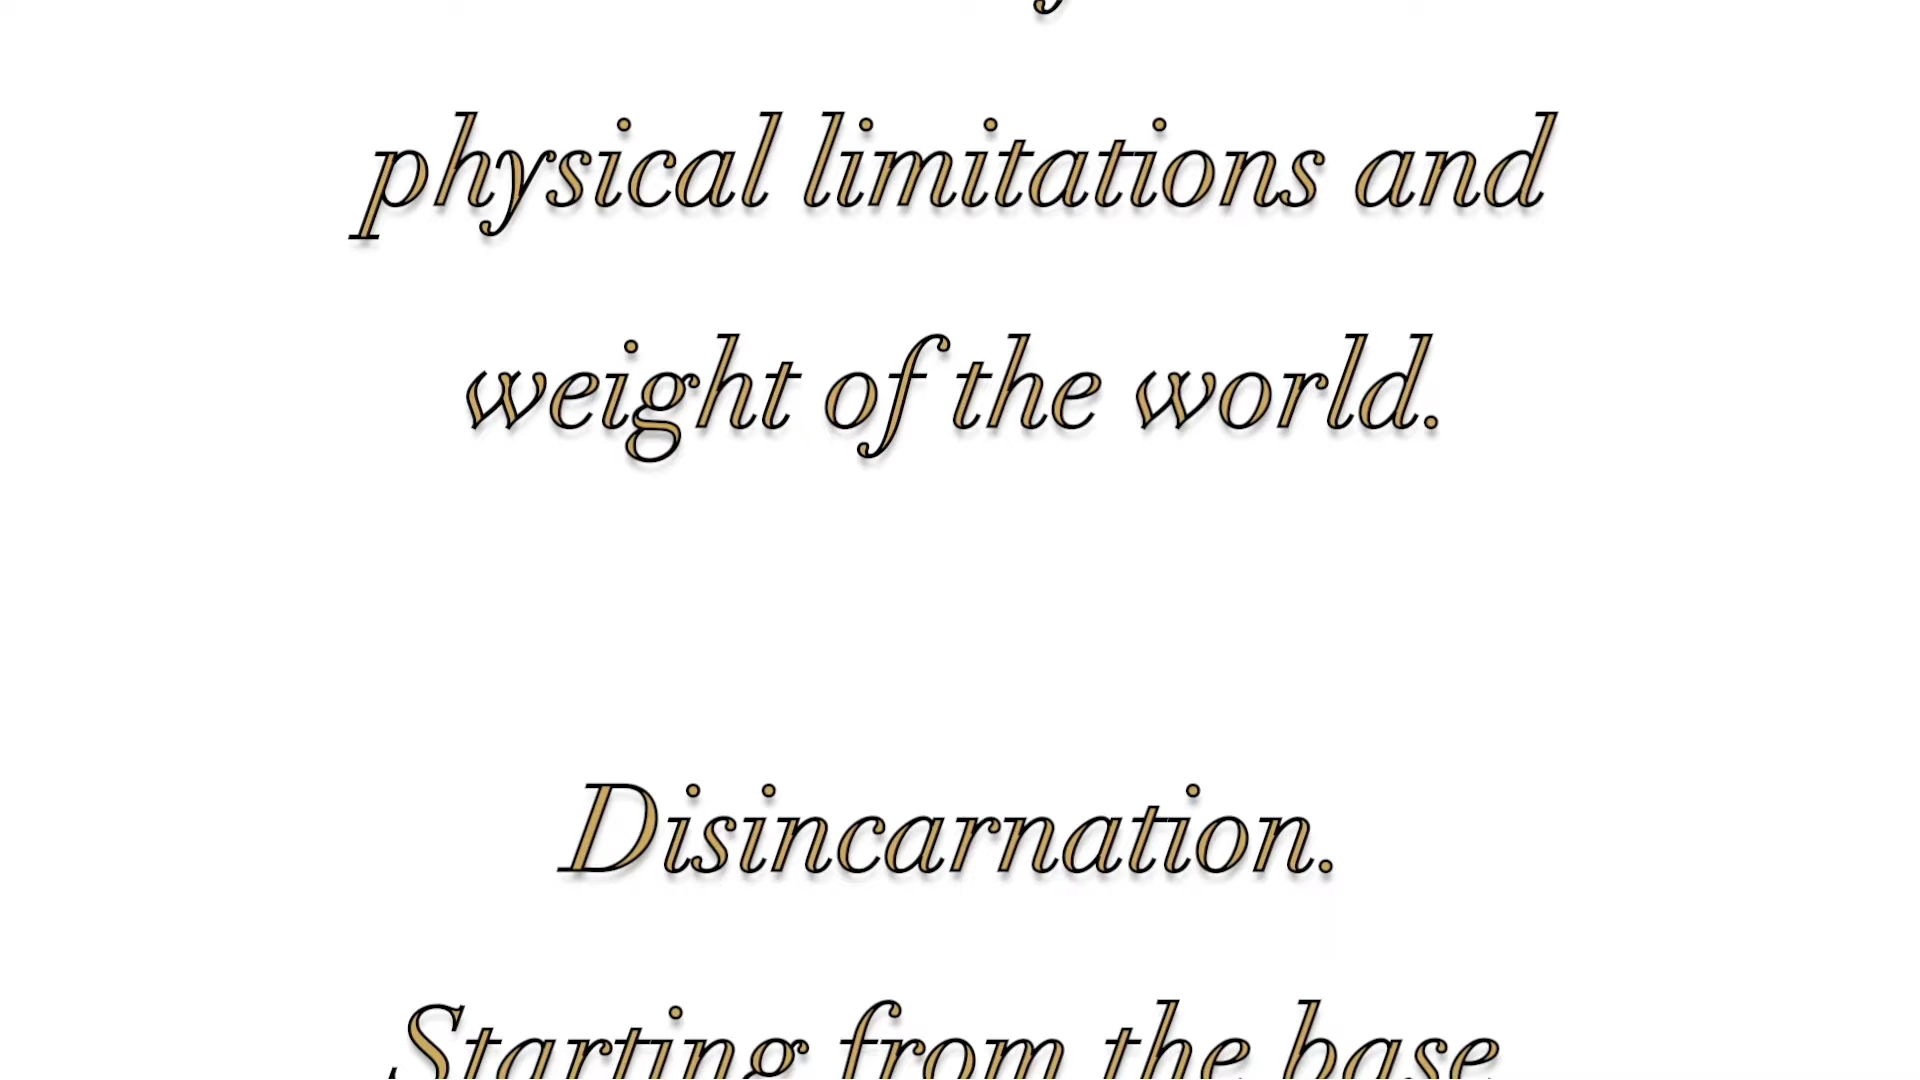 physical limitations and
weight of the world.
Disincarnation.
Starting from the base